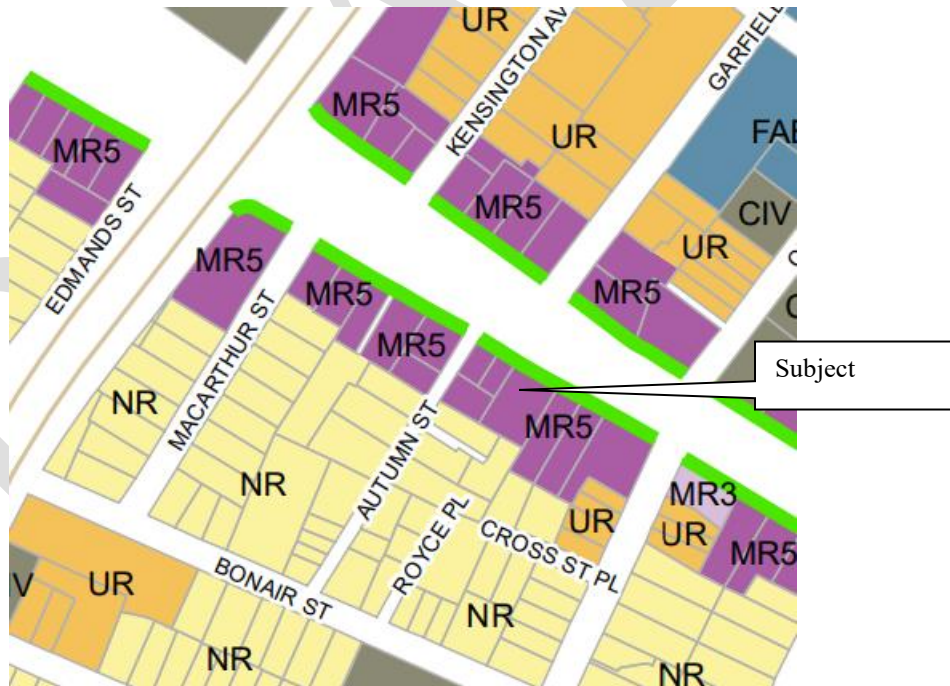 UR
KENSINGTON AV
GARFIELD
MR5
UR
FAB
MR5
MR5
CIV
UR
EDMANDS ST
MR5
MR5
MR5
MACARTHUR ST
MR5
Subject
NR
AUTUMN ST
MR5
NR
MR3
UR
UR
MR5
ROYCE PL
CROSS ST PL
UR
BONAIR ST
NR
NR
NR